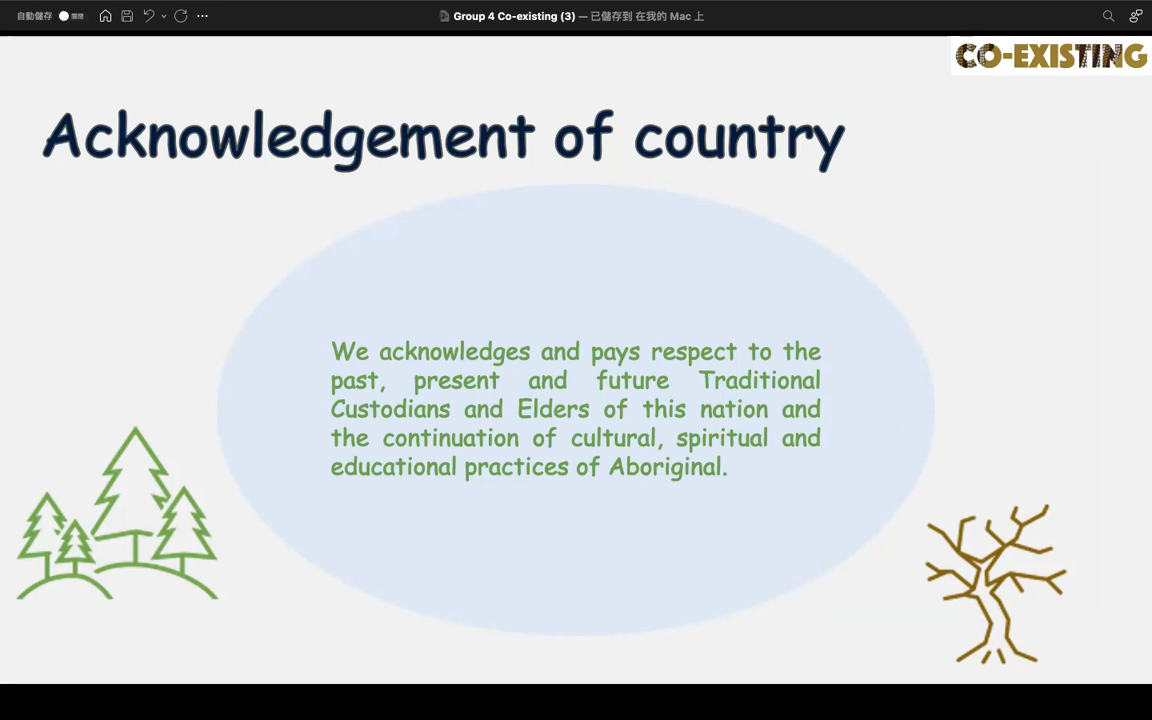 自動儲存 關閉
Group 4 Co-existing (3) — 已儲存到 在我的 Mac 上
CO-EXISTING
Acknowledgement of country
We acknowledges and pays respect to the
past, present and future Traditional
Custodians and Elders of this nation and
the continuation of cultural, spiritual and
educational practices of Aboriginal.